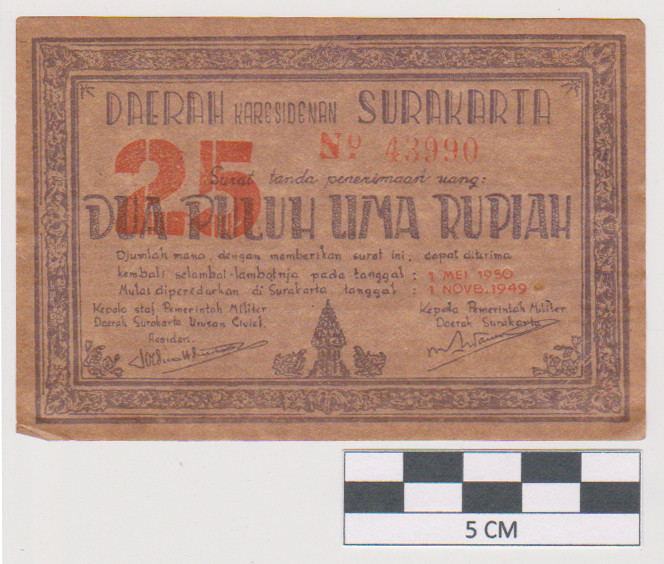 DAERAH KARESIDENAN SURAKARTA
25
No 43990
Surat tanda penerimaan uang:
DUA PULUH LIMA RUPIAH
Djumlah mana, dengan memberikan surat ini, dapat diterima
kembali selambat-lambatnja pada tanggal : 1 MEI 1950
Mulai diperedarkan di Surakarta tanggal : 1 NOVB. 1949
Kepala staf Pemerintah Militer
Daerah Surakarta Urusan Civiel.
Residen.
Kepala Pemerintah Militer
Daerah Surakarta
5 CM